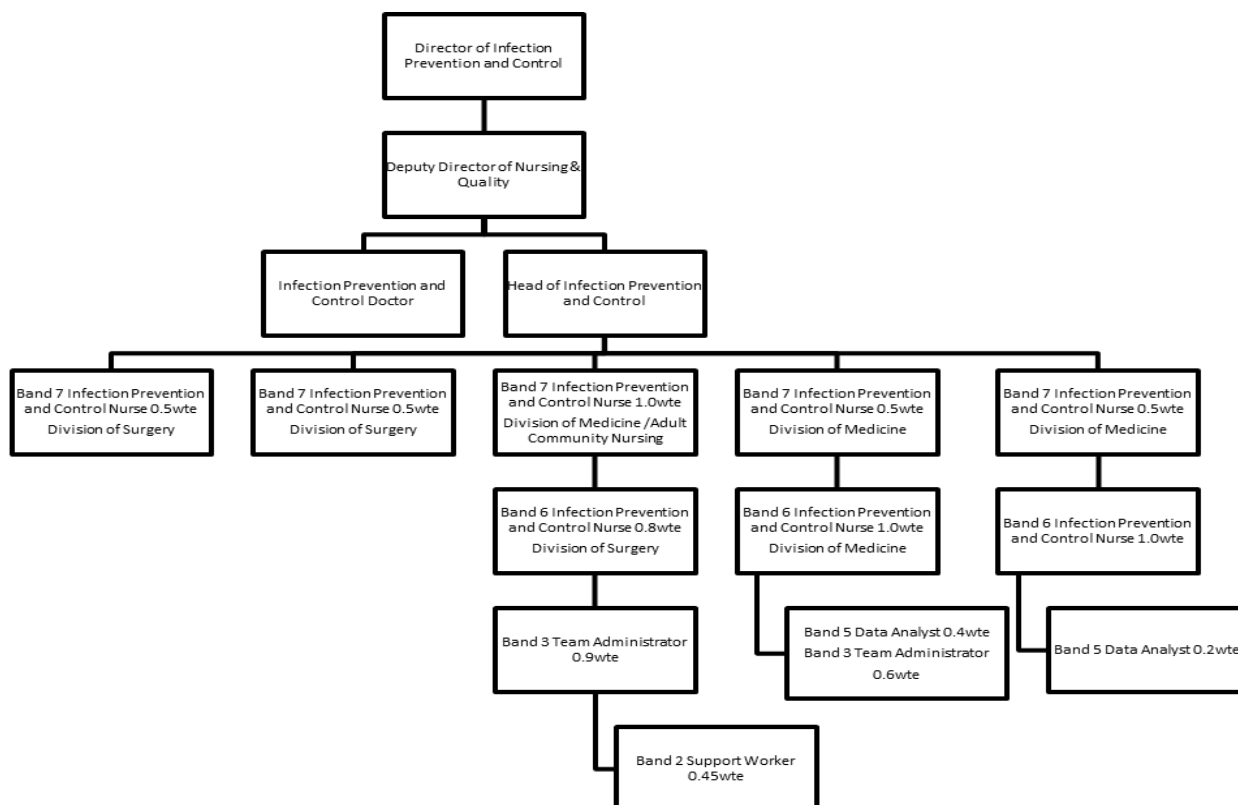 Director of Infection
Prevention and Control
Deputy Director of Nursing &
Quality
Infection Prevention and
Control Doctor
Head of Infection Prevention
and Control
Band 7 Infection Prevention
and Control Nurse 0.5wte
Division of Surgery
Band 7 Infection Prevention
and Control Nurse 0.5wte
Division of Surgery
Band 7 Infection Prevention
and Control Nurse 1.0wte
Division of Medicine /Adult
Community Nursing
Band 7 Infection Prevention
and Control Nurse 0.5wte
Division of Medicine
Band 7 Infection Prevention
and Control Nurse 0.5wte
Division of Medicine
Band 6 Infection Prevention
and Control Nurse 0.8wte
Division of Surgery
Band 6 Infection Prevention
and Control Nurse 1.0wte
Division of Medicine
Band 6 Infection Prevention
and Control Nurse 1.0wte
Band 3 Team Administrator
0.9wte
Band 5 Data Analyst 0.4wte
Band 3 Team Administrator
0.6wte
Band 5 Data Analyst 0.2wte
Band 2 Support Worker
0.45wte